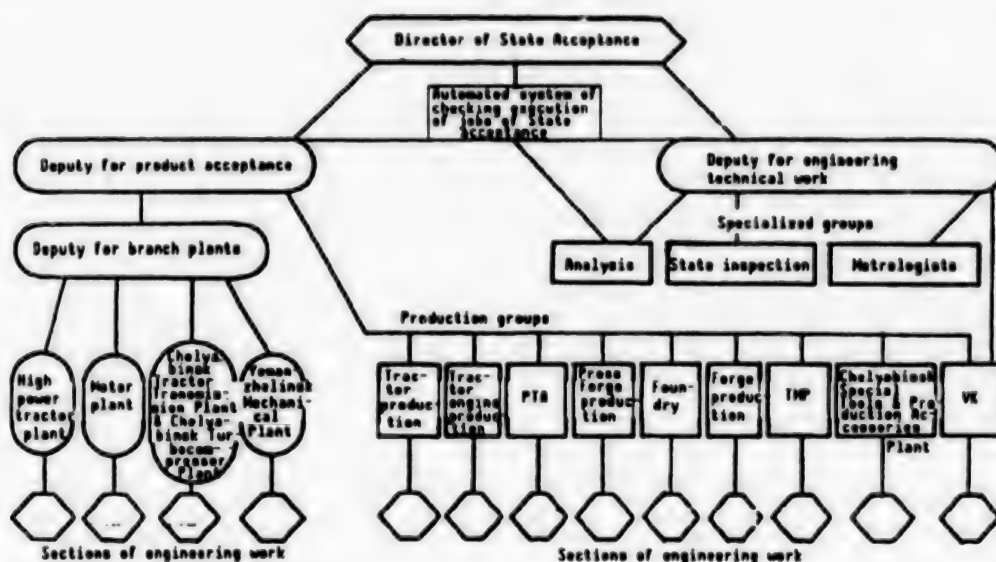 Director of State Acceptance
Automated system of
checking execution
of jobs of State
Acceptance
Deputy for product acceptance
Deputy for engineering
technical work
Specialized groups
Deputy for branch plants
Analysis
State inspection
Metrologists
Production groups
High
power
tractor
plant
Motor
plant
Chelya-
binsk
Tractor
Transmis-
sion Plant
& Chelya-
binsk Tur-
bocom-
pressor
Plant
Yeman
zhelinsk
Mechani-
cal
Plant
Trac-
tor
produc-
tion
Trac-
tor
engine
produc-
tion
PTA
Press
forge
produc-
tion
Foun-
dry
Forge
produc-
tion
TMP
Chelyabinsk
Special
Tools & Pro
duction Ac-
cessories
Plant
VK
Sections of engineering work
Sections of engineering work